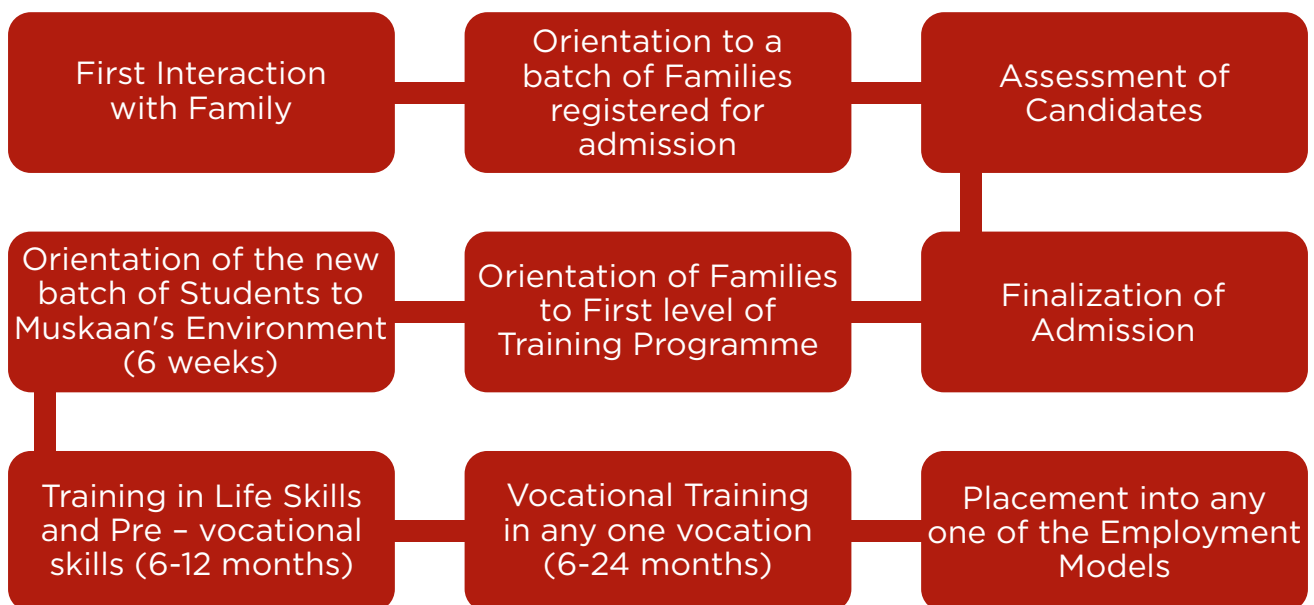 First Interaction
with Family
Orientation to a
batch of Families
registered for
admission
Assessment of
Candidates
Finalization of
Admission
Orientation of Families
to First level of
Training Programme
Orientation of the new
batch of Students to
Muskaan's Environment
(6 weeks)
Training in Life Skills
and Pre – vocational
skills (6-12 months)
Vocational Training
in any one vocation
(6-24 months)
Placement into any
one of the Employment
Models